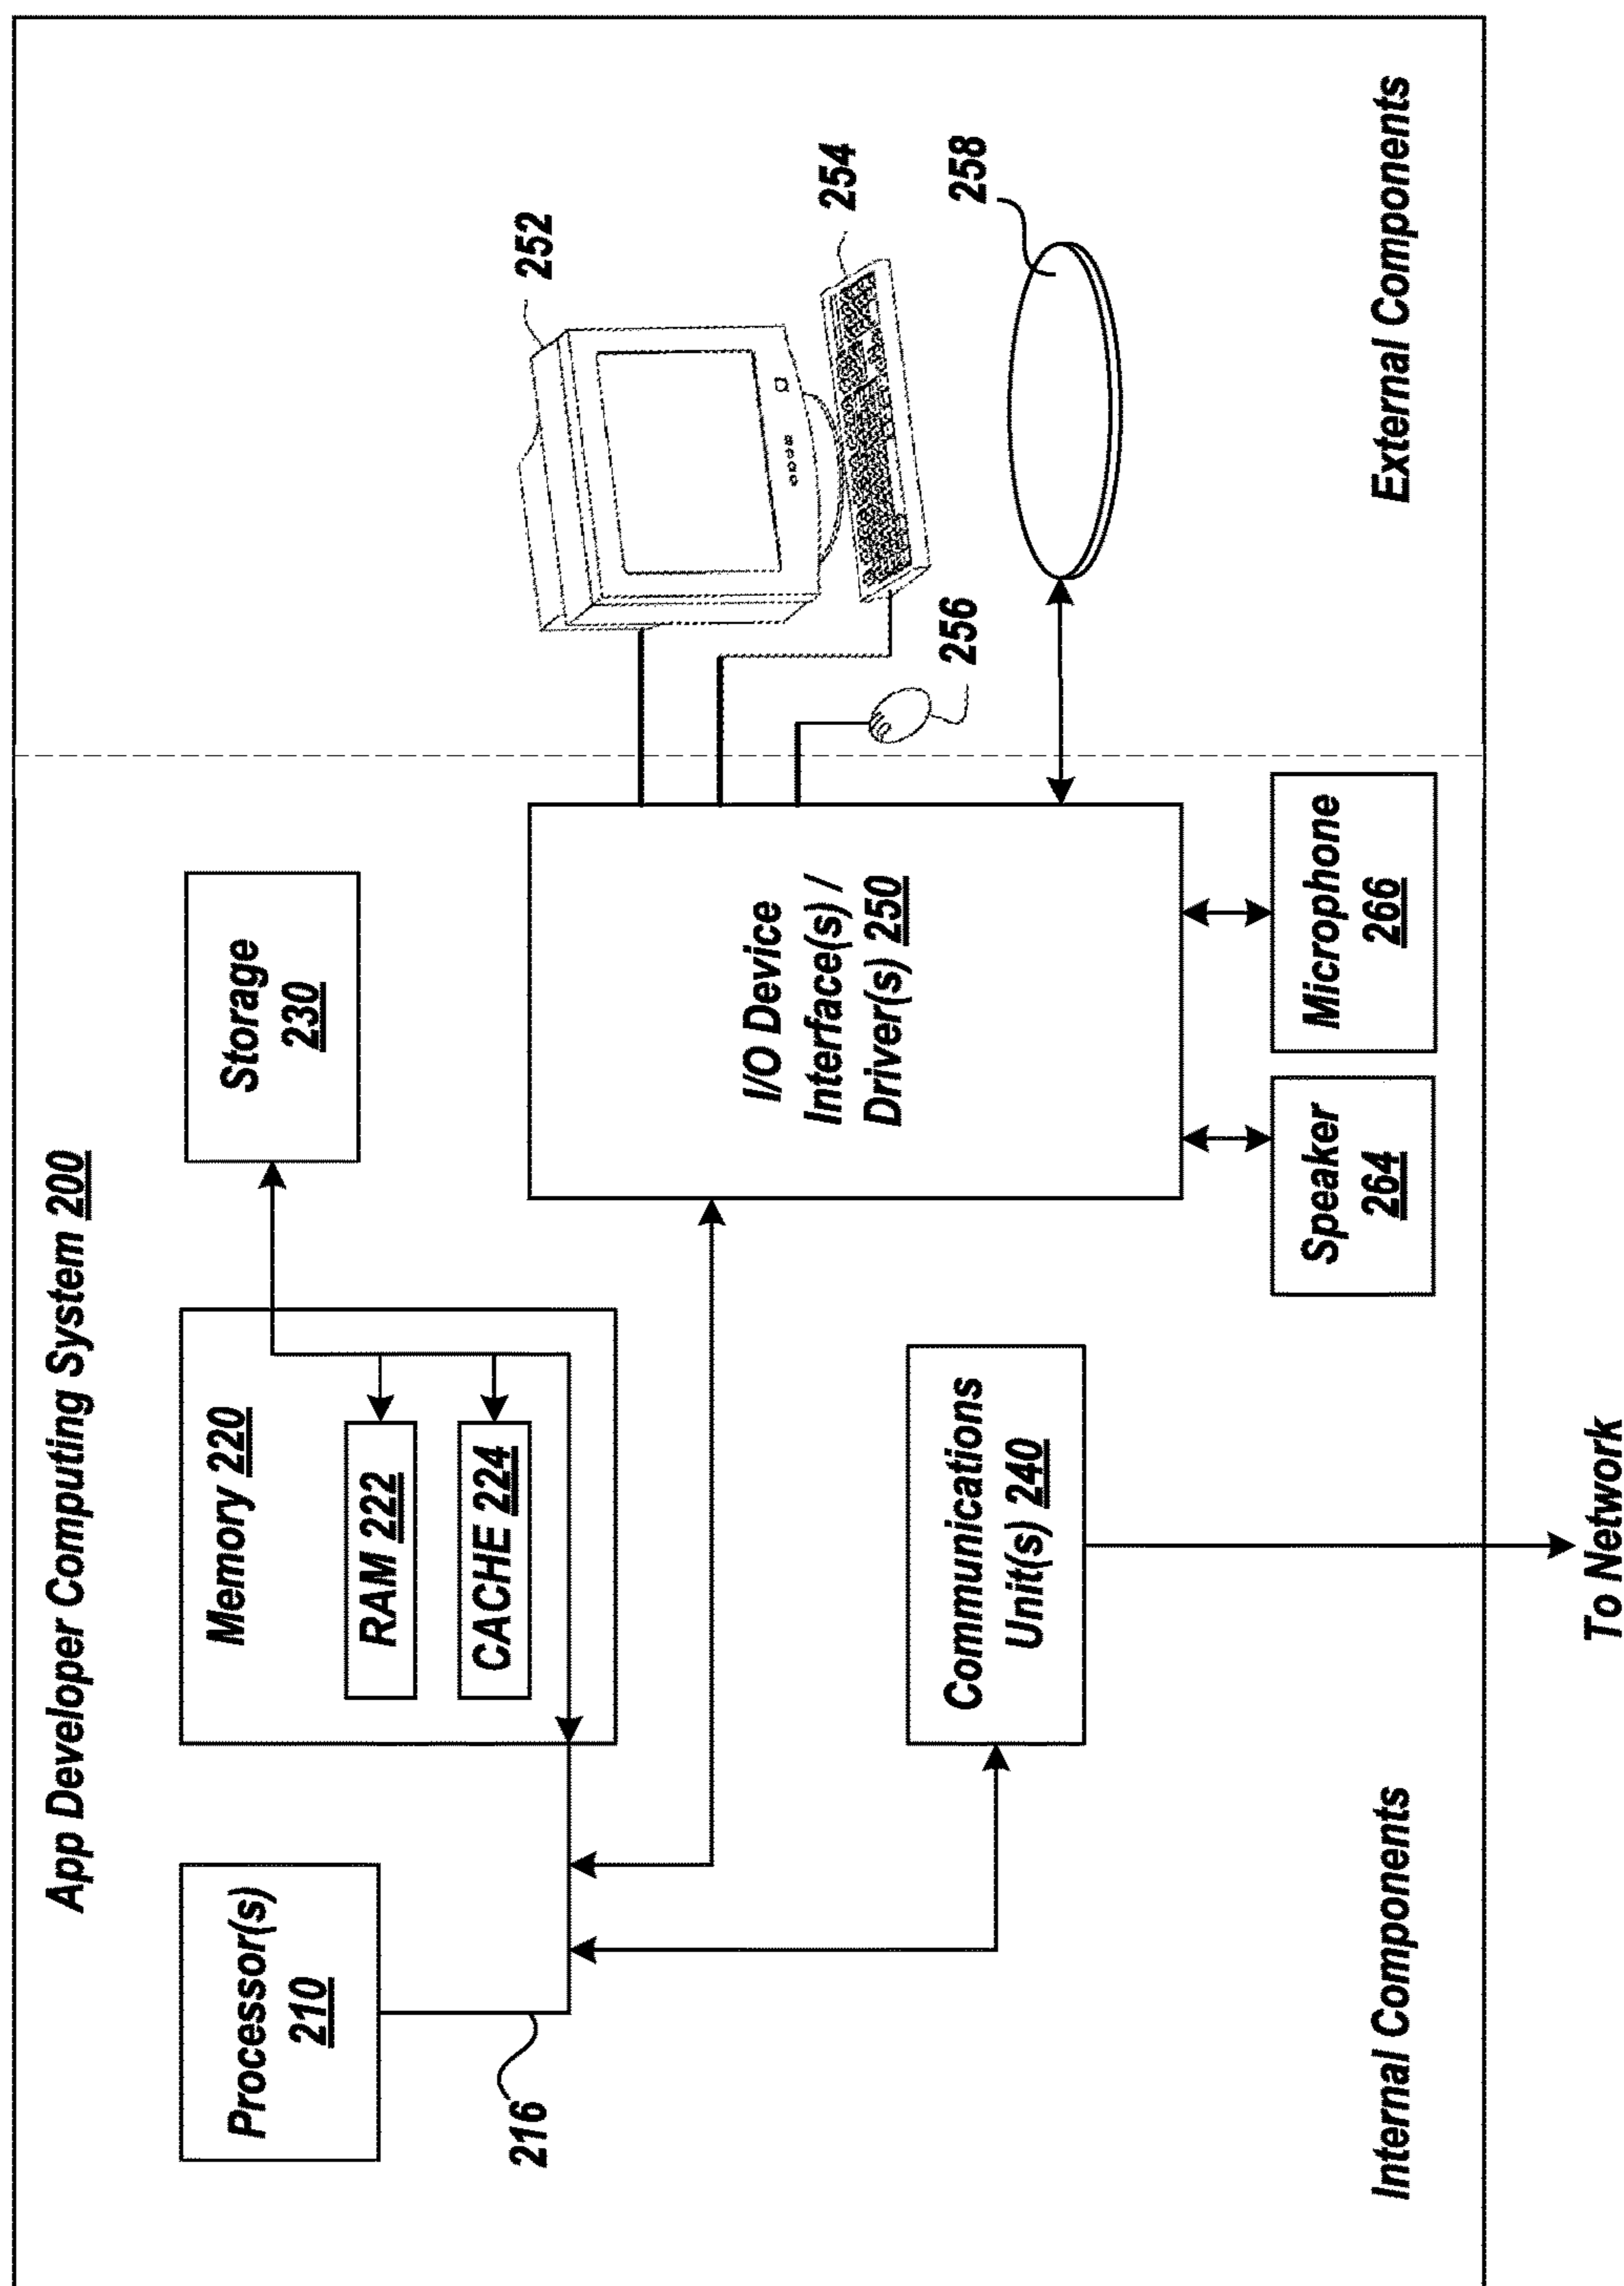 App Developer Computing System 200
Processor(s)
210
216
Memory 220
RAM 222
CACHE 224
Storage
230
I/O Device
Interface(s) /
Driver(s) 250
252
254
256
258
Communications
Unit(s) 240
Speaker
264
Microphone
266
Internal Components
External Components
To Network